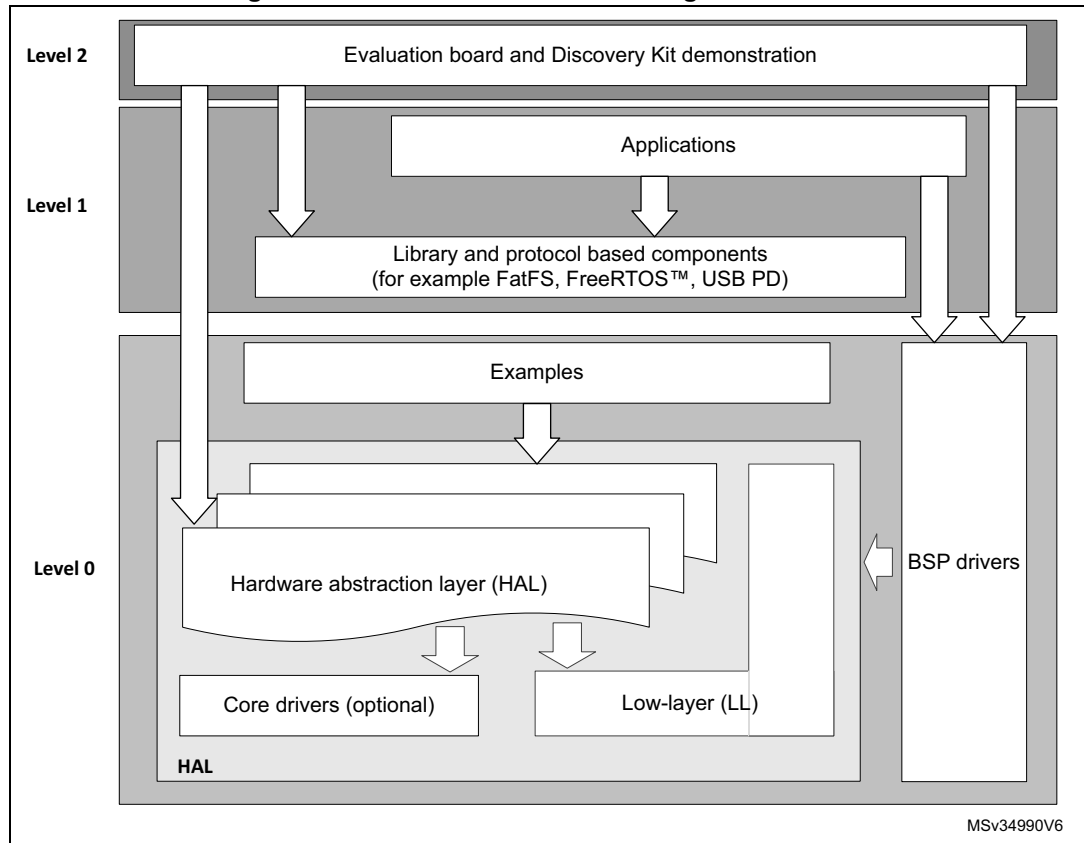 Level 2
Evaluation board and Discovery Kit demonstration
Applications
Level 1
Library and protocol based components
(for example FatFS, FreeRTOS™, USB PD)
Examples
Level 0
Hardware abstraction layer (HAL)
BSP drivers
Core drivers (optional)
Low-layer (LL)
HAL
MSv34990V6